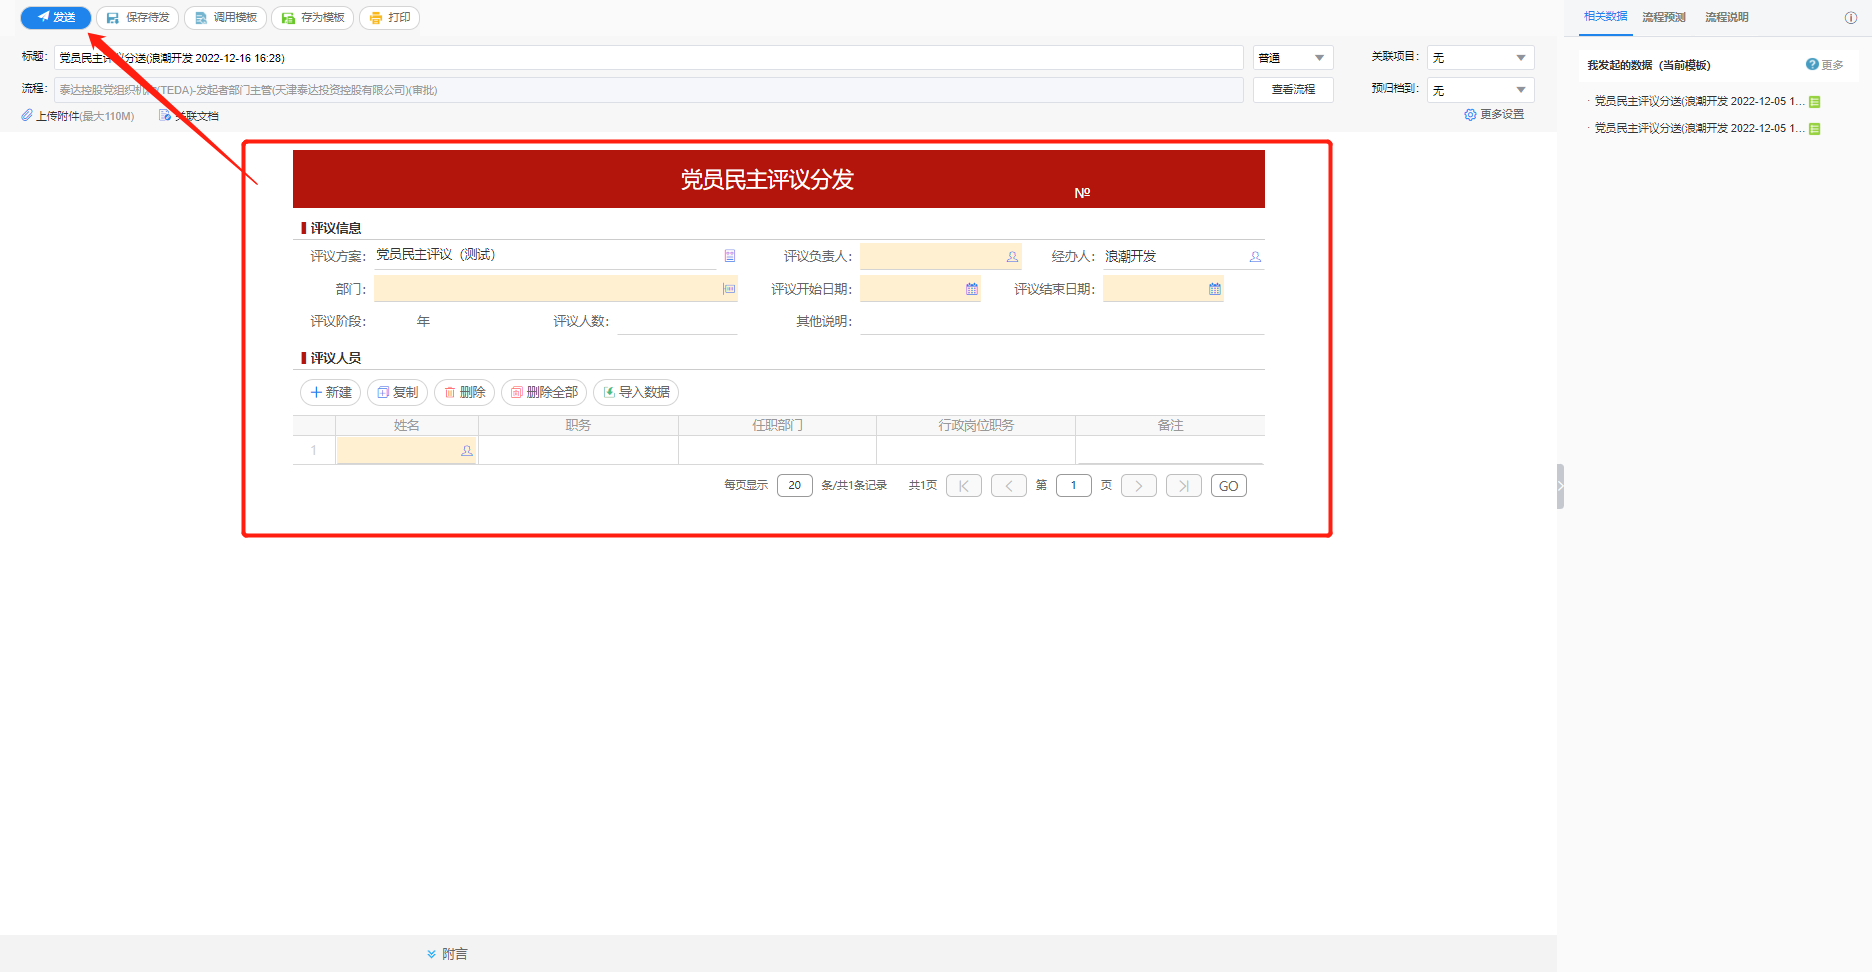 发送 保存待发 调用模板 存为模板 打印
相关数据 流程预测 流程说明
标题: 党员民主评议分送(浪潮开发 2022-12-16 16:28) 普通 关联项目: 无
流程: 泰达控股党组织机 (TEDA)-发起者部门主管(天津泰达投资控股有限公司)(审批) 查看流程 预归档到: 无
上传附件(最大110M) 关联文档 更多设置
我发起的数据 (当前模板) 更多
· 党员民主评议分送(浪潮开发 2022-12-05 1...
· 党员民主评议分送(浪潮开发 2022-12-05 1...
党员民主评议分发
№
评议信息
评议方案: 党员民主评议（测试） 评议负责人: 经办人: 浪潮开发
部门: 评议开始日期: 评议结束日期:
评议阶段: 年 评议人数: 其他说明:
评议人员
新建 复制 删除 删除全部 导入数据
姓名 职务 任职部门 行政岗位职务 备注
1
每页显示 20 条/共1条记录 共1页 第 1 页 GO
附言